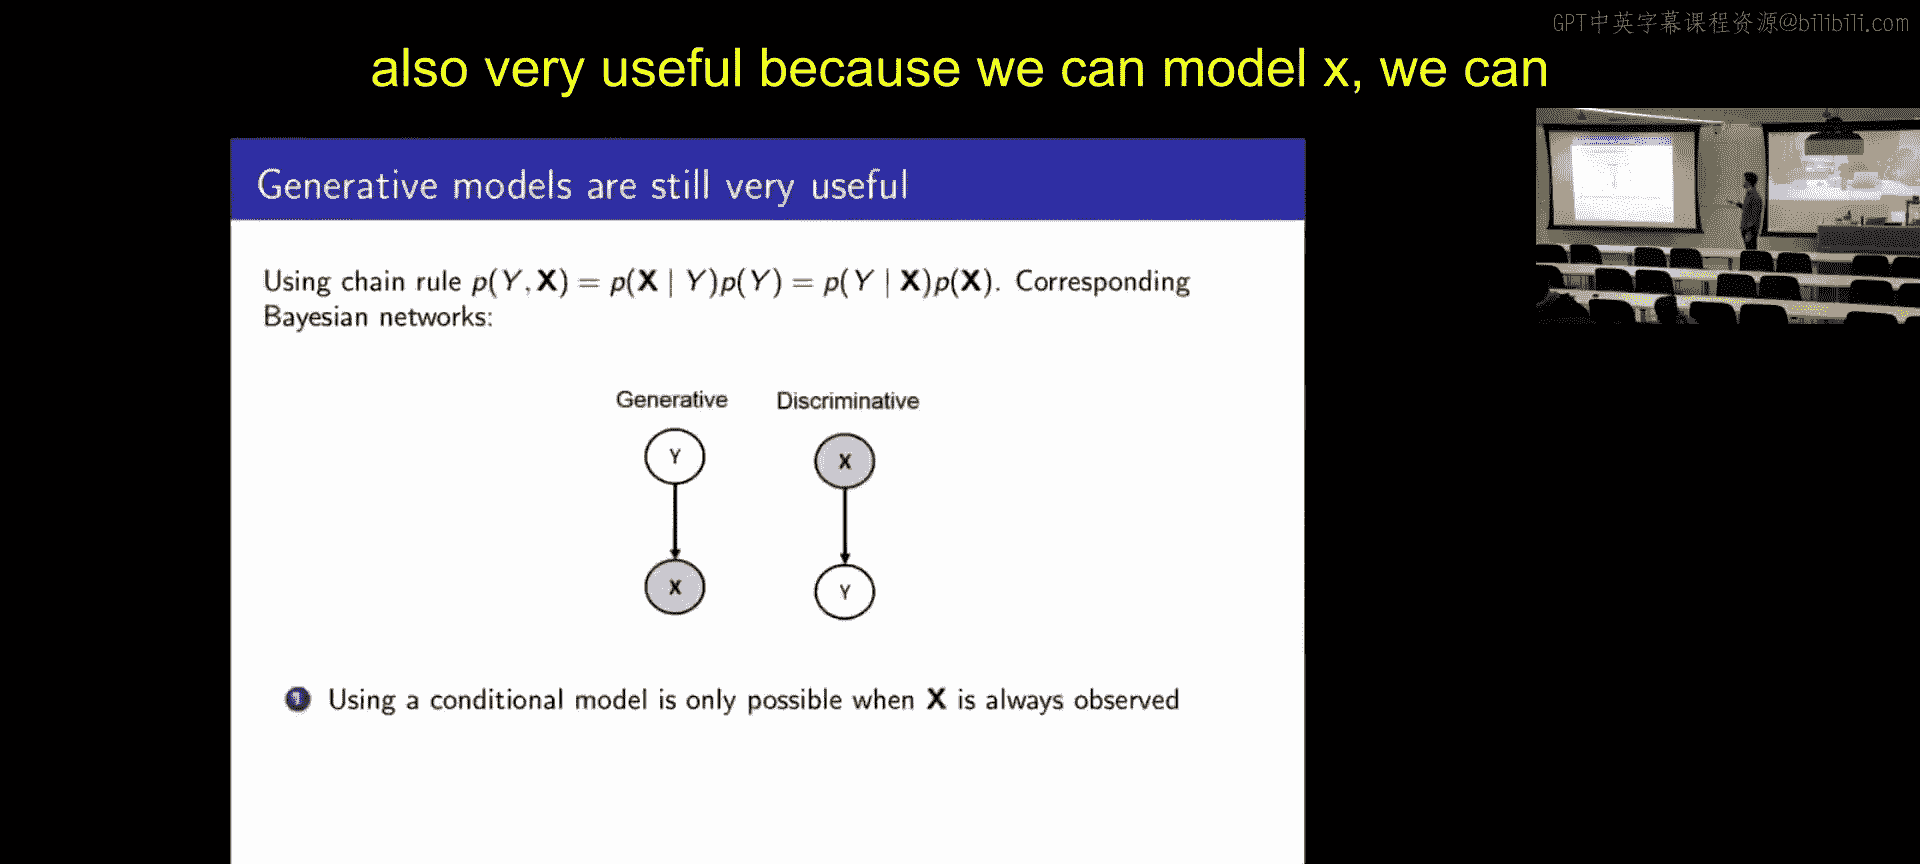 GPT中英字幕课程资源@bilibili.com
also very useful because we can model x, we can
Generative models are still very useful
Using chain rule p(Y, X) = p(X | Y)p(Y) = p(Y | X)p(X). Corresponding
Bayesian networks:
Generative Discriminative
Y X
X Y
1 Using a conditional model is only possible when X is always observed